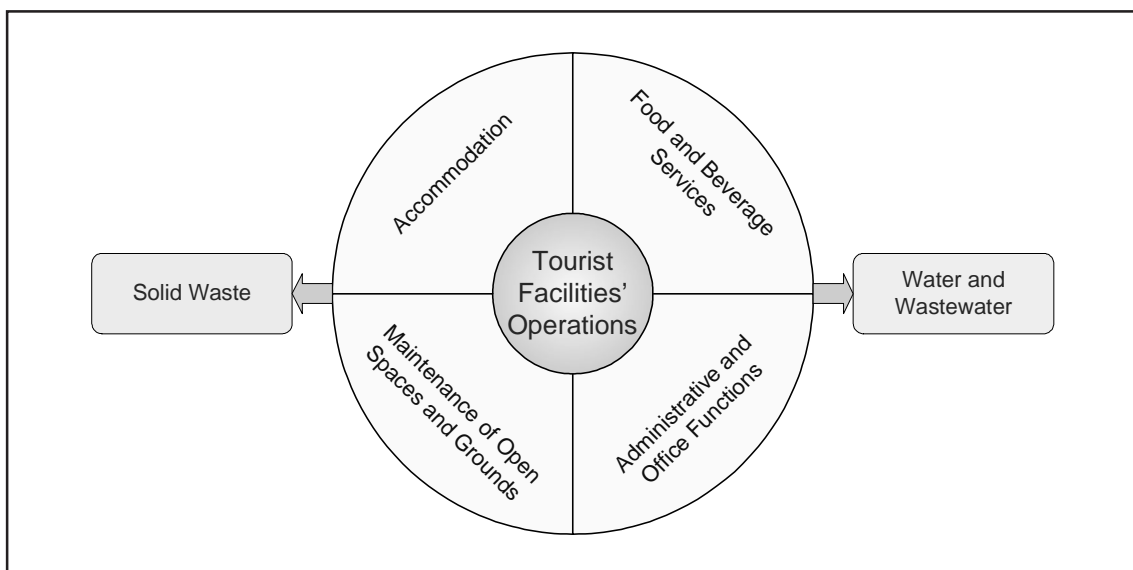 Accommodation
Food and Beverage
Services
Solid Waste
Tourist
Facilities’
Operations
Water and
Wastewater
Maintenance of Open
Spaces and Grounds
Administrative and
Office Functions